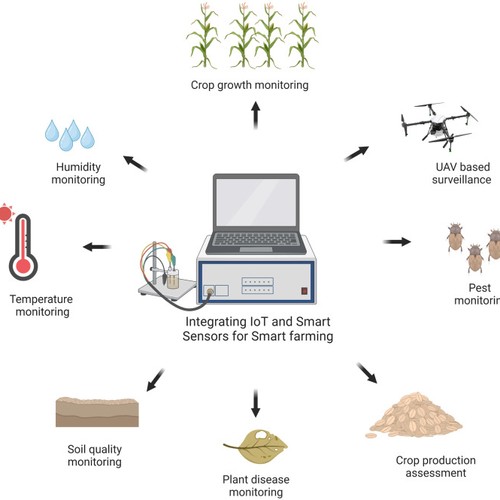 Crop growth monitoring
Humidity
monitoring
UAV based
surveillance
Temperature
monitoring
Integrating IoT and Smart
Sensors for Smart farming
Pest
Soil quality
monitoring
Plant disease
monitoring
Crop production
assessment